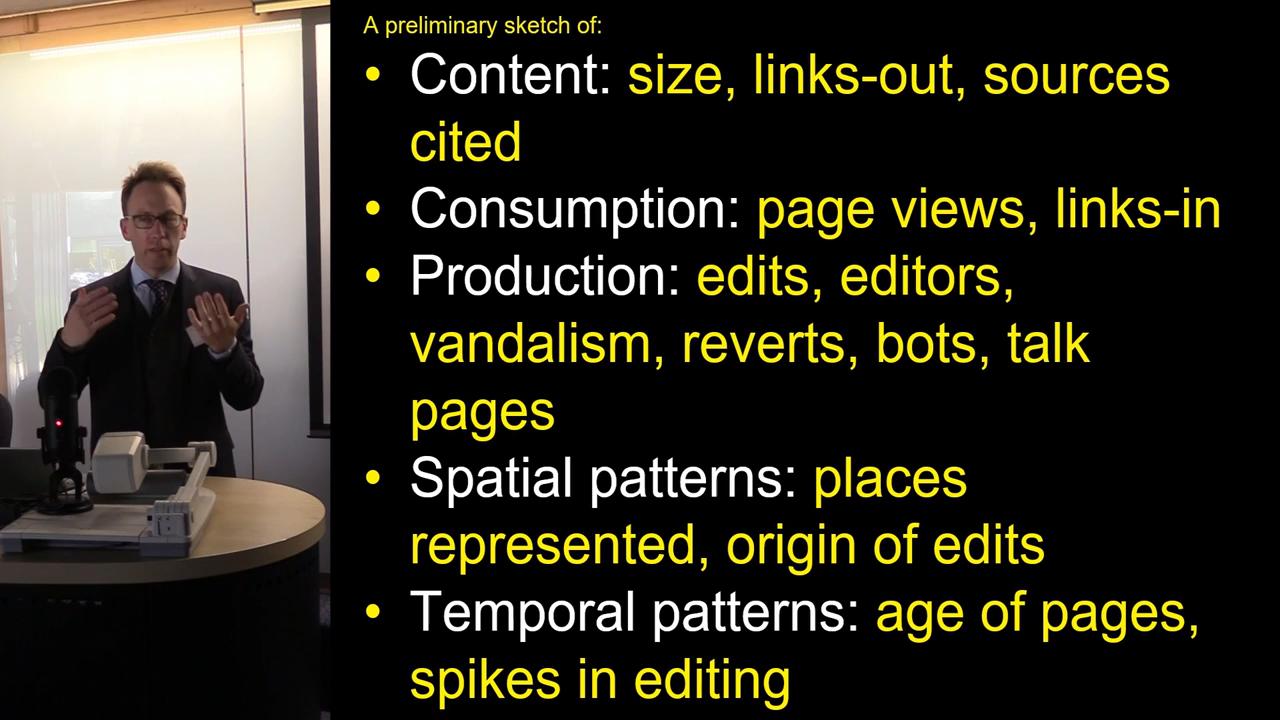 A preliminary sketch of:
• Content: size, links-out, sources
cited
• Consumption: page views, links-in
• Production: edits, editors,
vandalism, reverts, bots, talk
pages
• Spatial patterns: places
represented, origin of edits
• Temporal patterns: age of pages,
spikes in editing